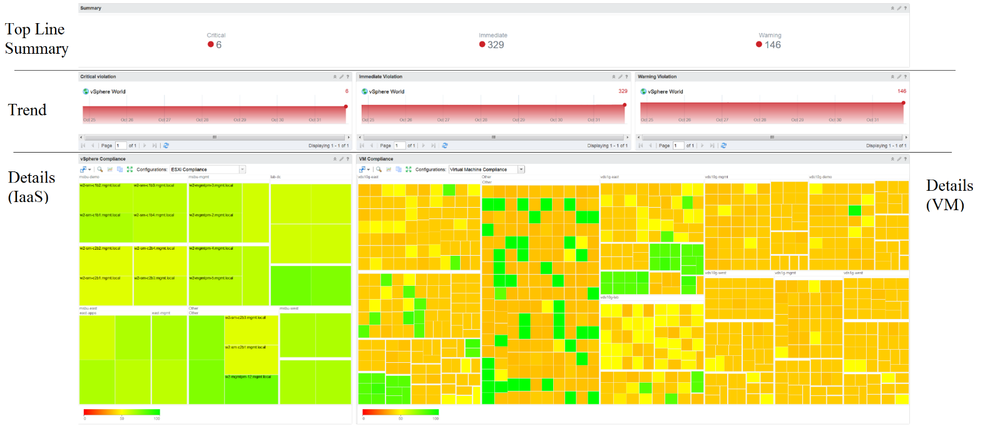 Summary
Top Line
Summary
Critical
6
Immediate
329
Warning
146
Critical violation
Immediate Violation
Warning Violation
Trend
vSphere World
6
Oct 25 Oct 26 Oct 27 Oct 28 Oct 29 Oct 30 Oct 31
Page 1 of 1 Displaying 1 - 1 of 1
vSphere World
329
Oct 25 Oct 26 Oct 27 Oct 28 Oct 29 Oct 30 Oct 31
Page 1 of 1 Displaying 1 - 1 of 1
vSphere World
146
Oct 25 Oct 26 Oct 27 Oct 28 Oct 29 Oct 30 Oct 31
Page 1 of 1 Displaying 1 - 1 of 1
Details
(IaaS)
vSphere Compliance
Configurations: ESXi Compliance
msbu-demo msbu-mgmt lab-dc
w2-sm-c1b2.mgmt.local w2-sm-c1b3.mgmt.local w2-mgmtpm-3.mgmt.local
w2-sm-c1b1.mgmt.local w2-sm-c1b4.mgmt.local w2-mgmtpm-2.mgmt.local
w2-sm-c2b2.mgmt.local w2-sm-c2b4.mgmt.local w2-mgmtpm-4.mgmt.local
w2-sm-c2b1.mgmt.local w2-sm-c2b3.mgmt.local w2-mgmtpm-5.mgmt.local
msbu-east Other msbu-west
east-apps east-mgmt Other
w2-sm-c2b3.mgmt.local
w2-sm-c2b1.mgmt.local
w2-mgmtpm-12.mgmt.local
0 50 100
VM Compliance
Configurations: Virtual Machine Compliance
vds10g-east Other vds1g-east vds10g-mgmt vds10g-demo
Other
vds10g-west vds1g-mgmt vds1g-west
vds10g-lab
0 50 100
Details
(VM)